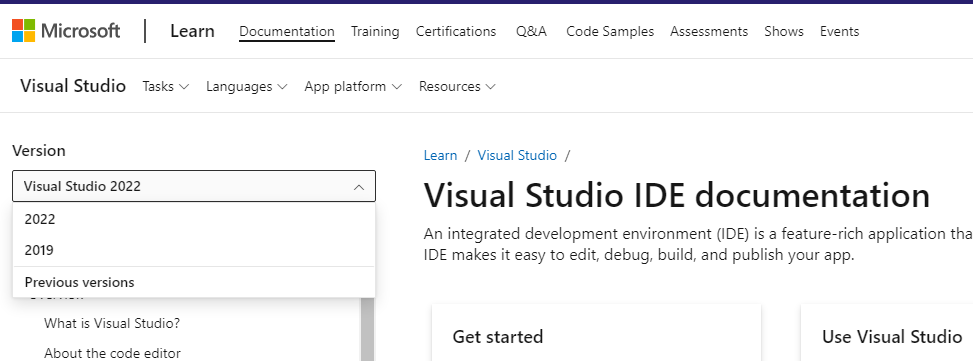 Microsoft Learn Documentation Training Certifications Q&A Code Samples Assessments Shows Events
Visual Studio Tasks Languages App platform Resources
Version
Visual Studio 2022
2022
2019
Previous versions
What is Visual Studio?
About the code editor
Learn / Visual Studio /
Visual Studio IDE documentation
An integrated development environment (IDE) is a feature-rich application tha
IDE makes it easy to edit, debug, build, and publish your app.
Get started
Use Visual Studio